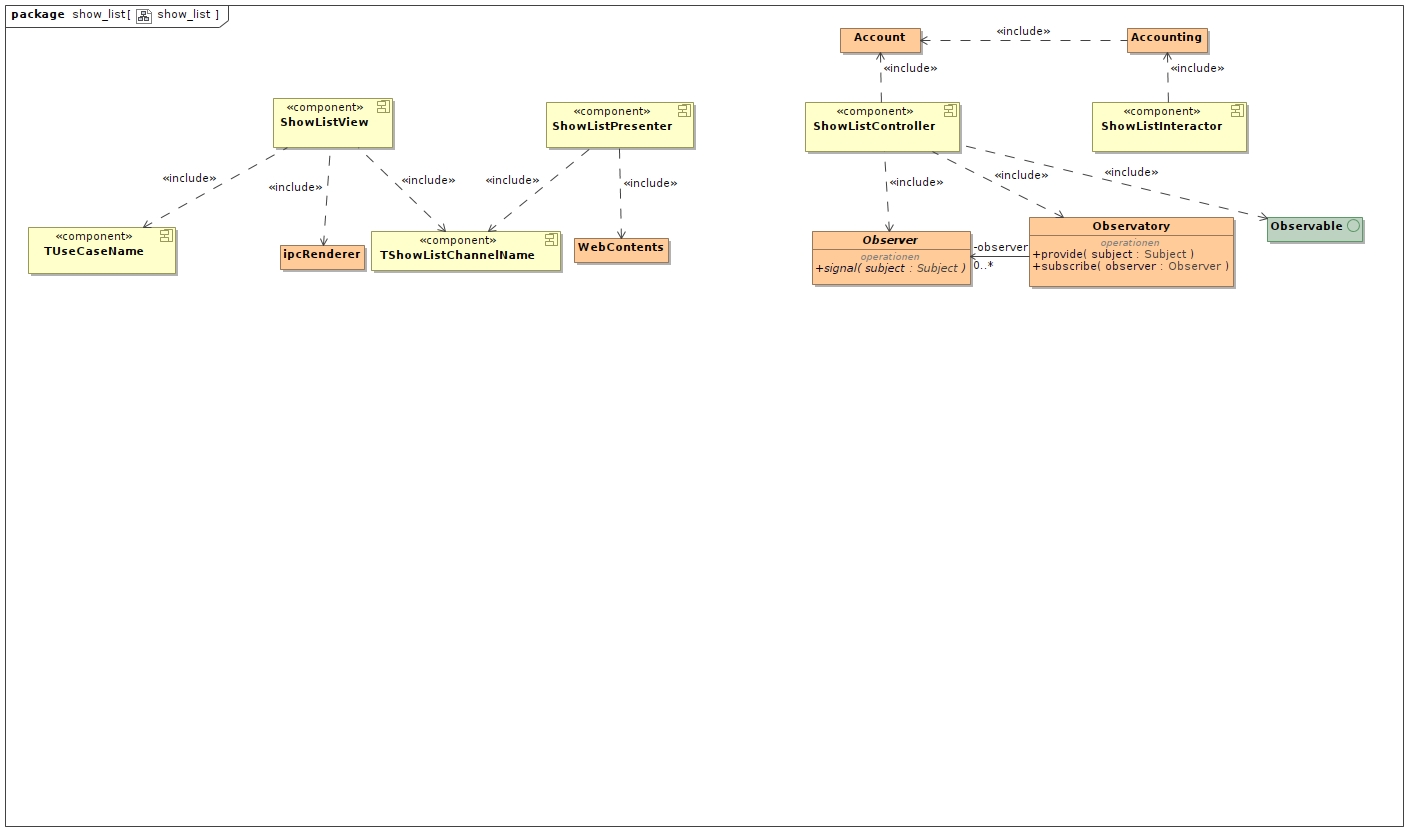 package show_list[ show_list ]
Account
«include»
Accounting
«include»
«include»
«component»
ShowListView
«component»
ShowListPresenter
«component»
ShowListController
«component»
ShowListInteractor
«include»
«include»
«include»
«include»
«include»
«include»
«include»
«include»
«component»
TUseCaseName
ipcRenderer
«component»
TShowListChannelName
WebContents
Observer
operationen
+signal( subject : Subject )
-observer
0..*
Observatory
operationen
+provide( subject : Subject )
+subscribe( observer : Observer )
Observable